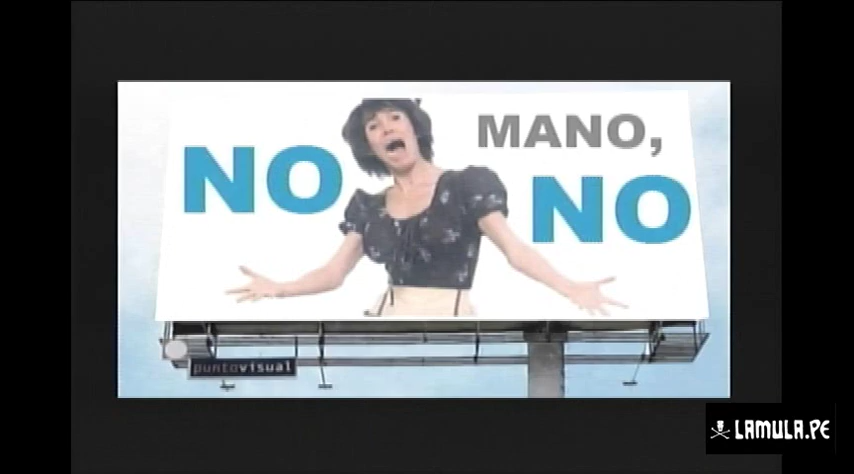 NO
MANO,
NO
puntovisual
LAMULA.PE